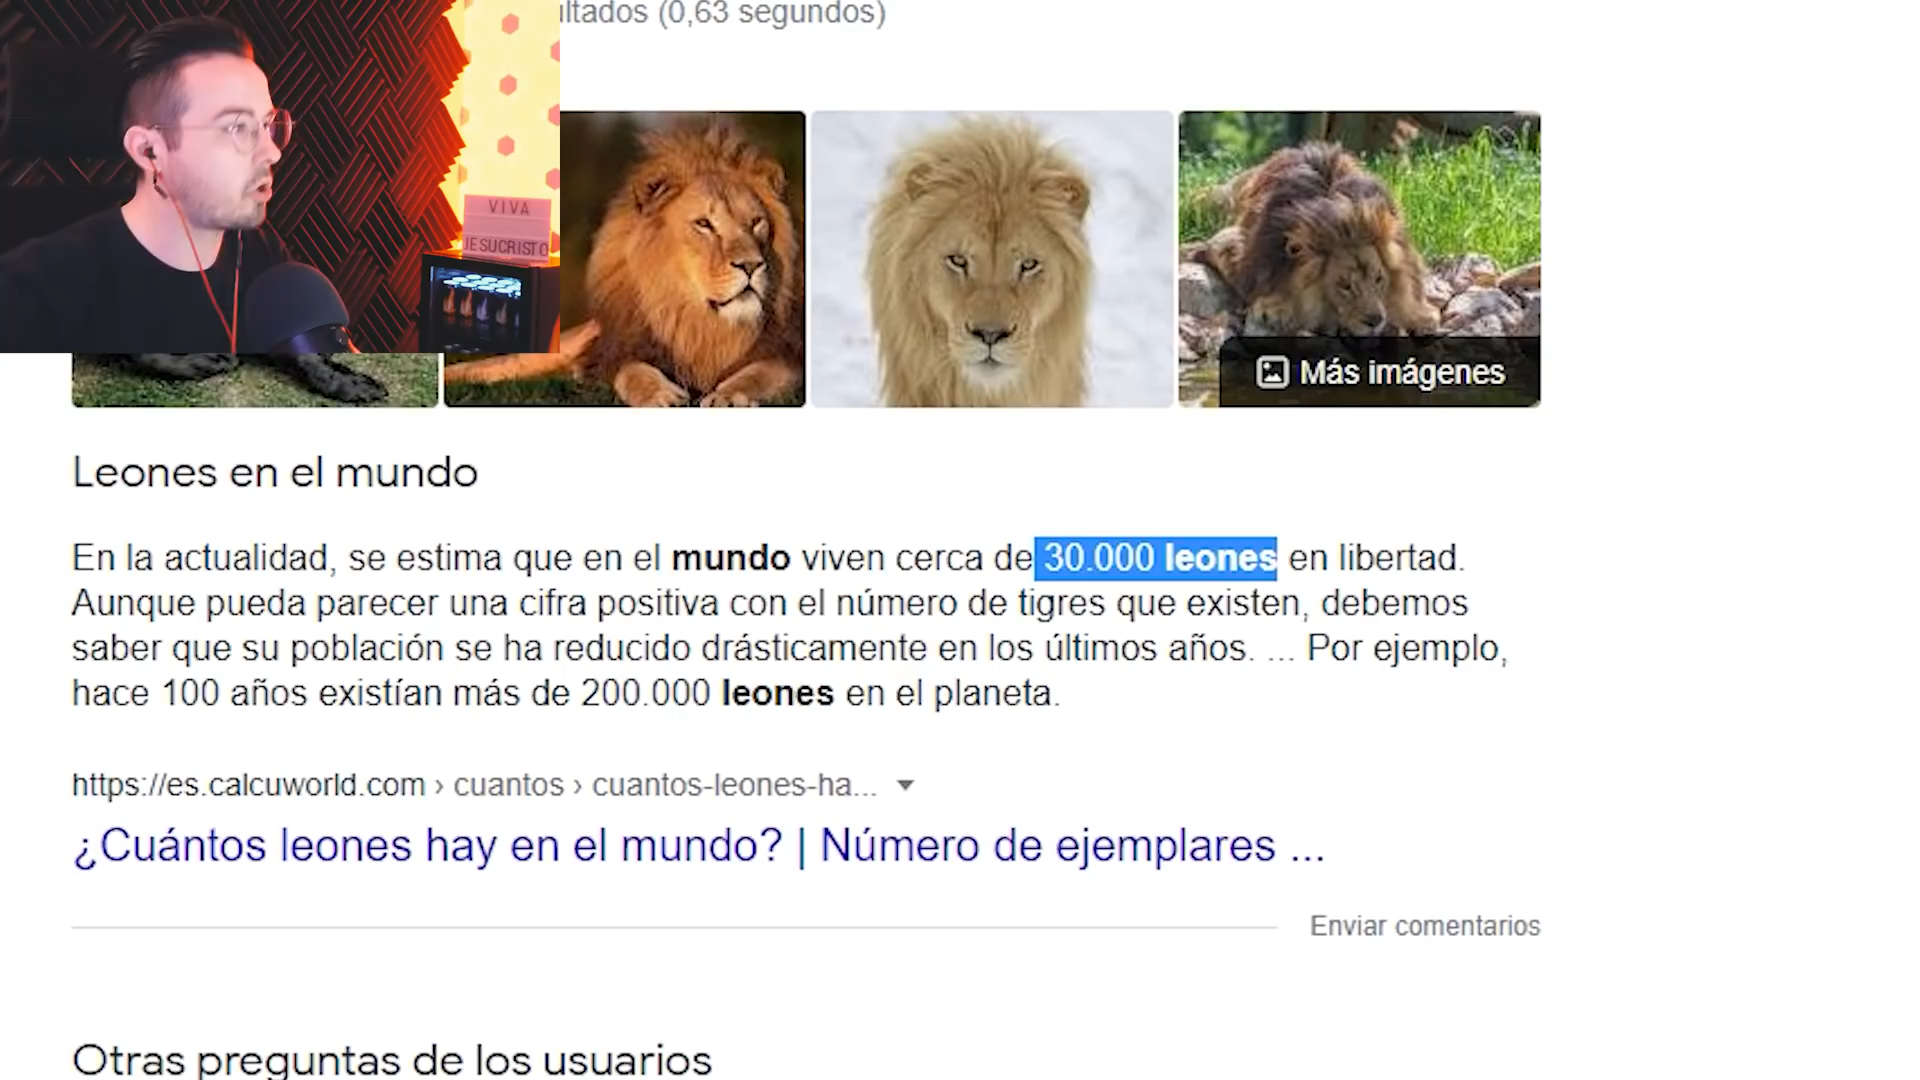 (0,63 segundos)
VIVA
JESUCRISTO
Más imágenes
Leones en el mundo
En la actualidad, se estima que en el mundo viven cerca de 30.000 leones en libertad.
Aunque pueda parecer una cifra positiva con el número de tigres que existen, debemos
saber que su población se ha reducido drásticamente en los últimos años. ... Por ejemplo,
hace 100 años existían más de 200.000 leones en el planeta.
https://es.calcuworld.com › cuantos › cuantos-leones-ha...
¿Cuántos leones hay en el mundo? | Número de ejemplares ...
Enviar comentarios
Otras preguntas de los usuarios